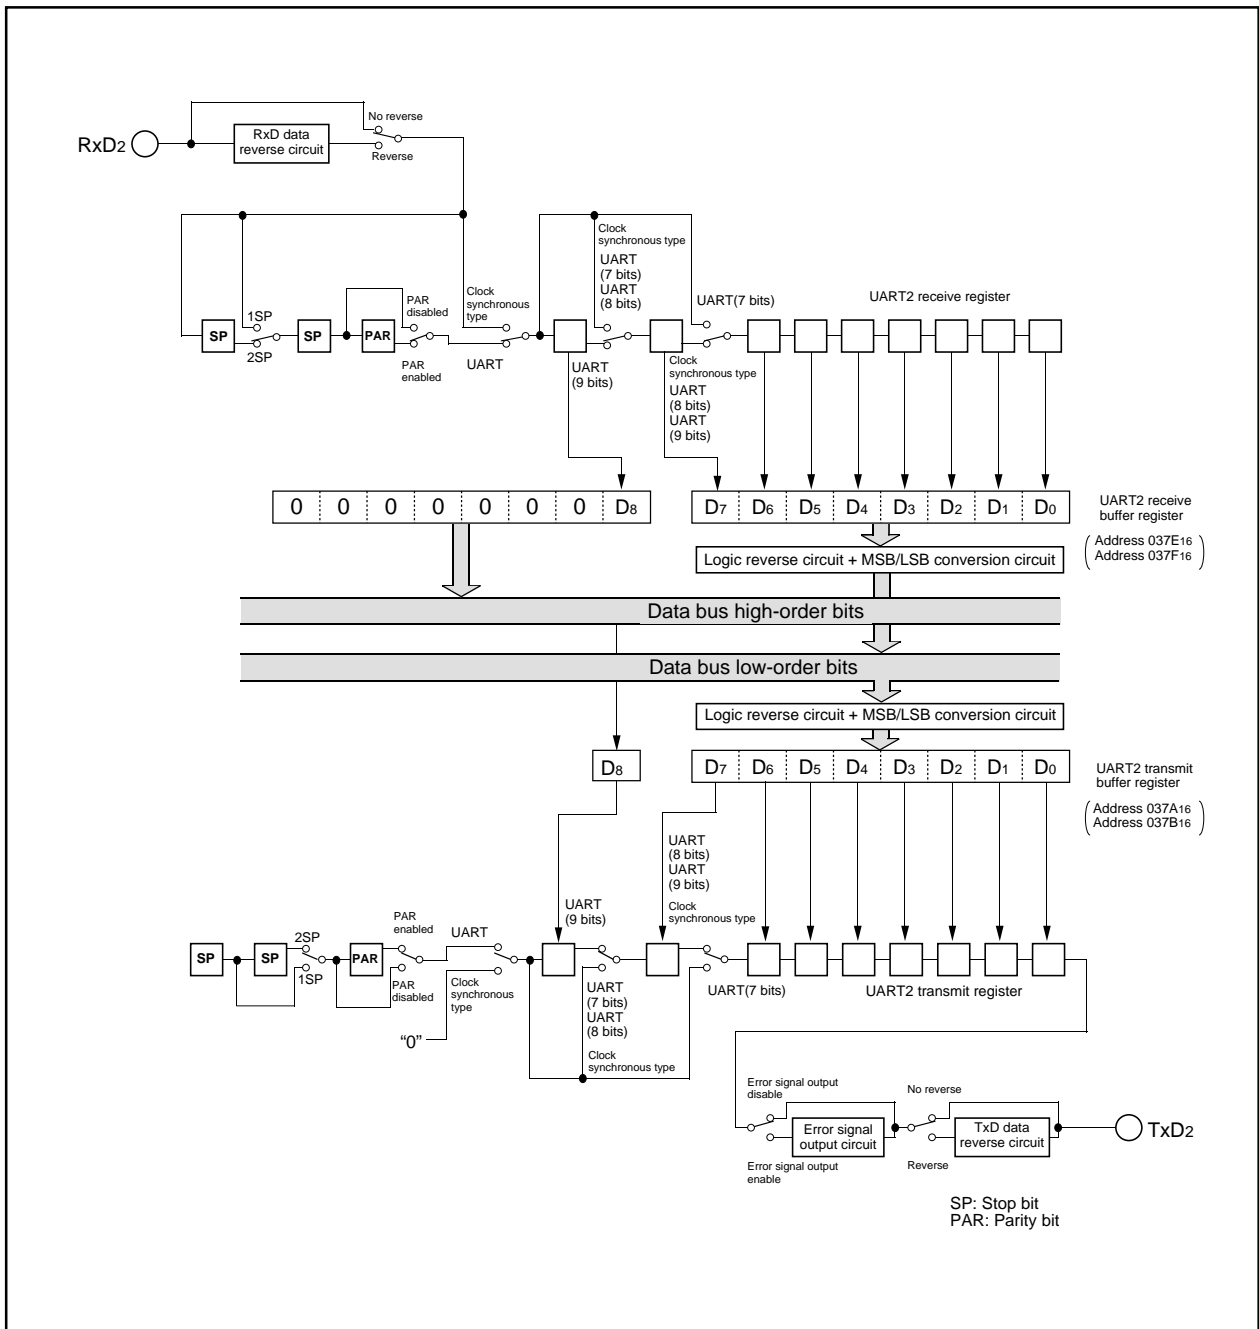 No reverse
RxD2
RxD data
reverse circuit
Reverse
Clock
synchronous type
UART
(7 bits)
UART
(8 bits)
PAR
disabled
Clock
synchronous
type
UART(7 bits)
UART2 receive register
1SP
SP
SP
PAR
2SP
PAR
enabled
UART
UART
(9 bits)
Clock
synchronous type
UART
(8 bits)
UART
(9 bits)
0 0 0 0 0 0 0 D8
D7 D6 D5 D4 D3 D2 D1 D0
UART2 receive
buffer register
Address 037E16
Address 037F16
Logic reverse circuit + MSB/LSB conversion circuit
Data bus high-order bits
Data bus low-order bits
Logic reverse circuit + MSB/LSB conversion circuit
D8
D7 D6 D5 D4 D3 D2 D1 D0
UART2 transmit
buffer register
Address 037A16
Address 037B16
UART
(8 bits)
UART
(9 bits)
Clock
synchronous type
UART
(9 bits)
PAR
enabled
UART
2SP
SP
SP
PAR
1SP
PAR
disabled
Clock
synchronous
type
"0"
UART
(7 bits)
UART
(8 bits)
Clock
synchronous type
UART(7 bits)
UART2 transmit register
Error signal output
disable
No reverse
Error signal
output circuit
TxD data
reverse circuit
TxD2
Error signal output
enable
Reverse
SP: Stop bit
PAR: Parity bit